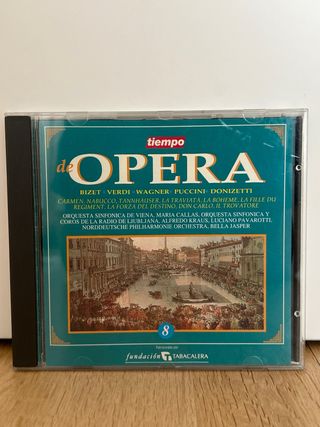 tiempo
de OPERA
BIZET · VERDI · WAGNER · PUCCINI · DONIZETTI
CARMEN, NABUCCO, TANNHAUSER, LA TRAVIATA, LA BOHEME, LA FILLE DU
REGIMENT, LA FORZA DEL DESTINO, DON CARLO, IL TROVATORE
ORQUESTA SINFONICA DE VIENA, MARIA CALLAS, ORQUESTA SINFONICA Y
COROS DE LA RADIO DE LJUBLJANA, ALFREDO KRAUS, LUCIANO PAVAROTTI,
NORDDEUTSCHE PHILHARMONIE ORCHESTRA, BELLA JASPER
8
fundación TABACALERA